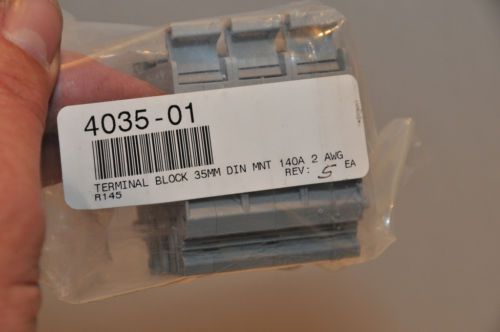 4035-01
TERMINAL BLOCK 35MM DIN MNT 140A 2 AWG
R145 REV: 5 EA